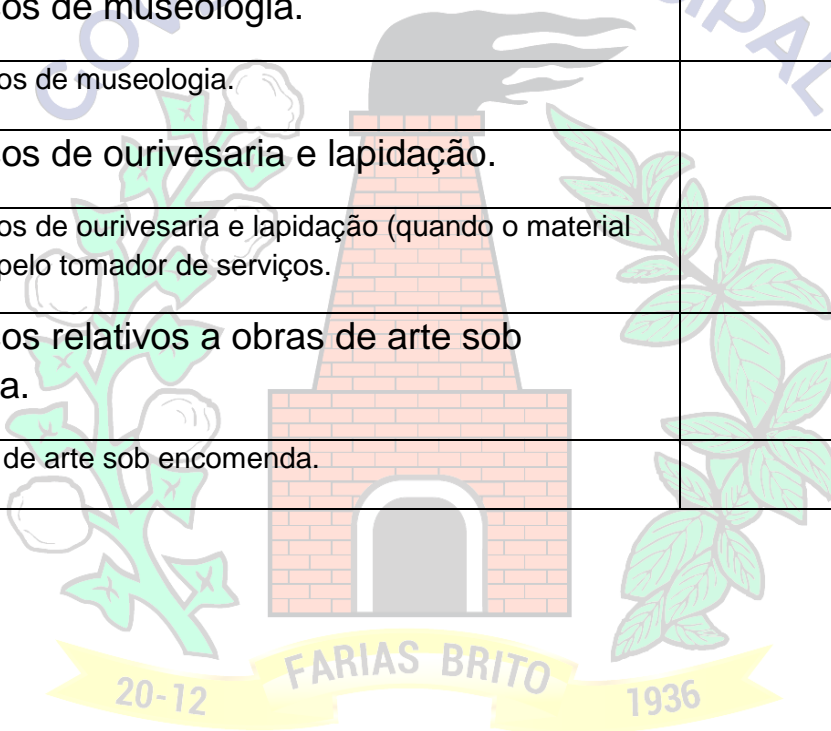 os de museologia.
os de museologia.
os de ourivesaria e lapidação.
os de ourivesaria e lapidação (quando o material
pelo tomador de serviços.
os relativos a obras de arte sob
a.
de arte sob encomenda.
FARIAS BRITO
20-12
1936